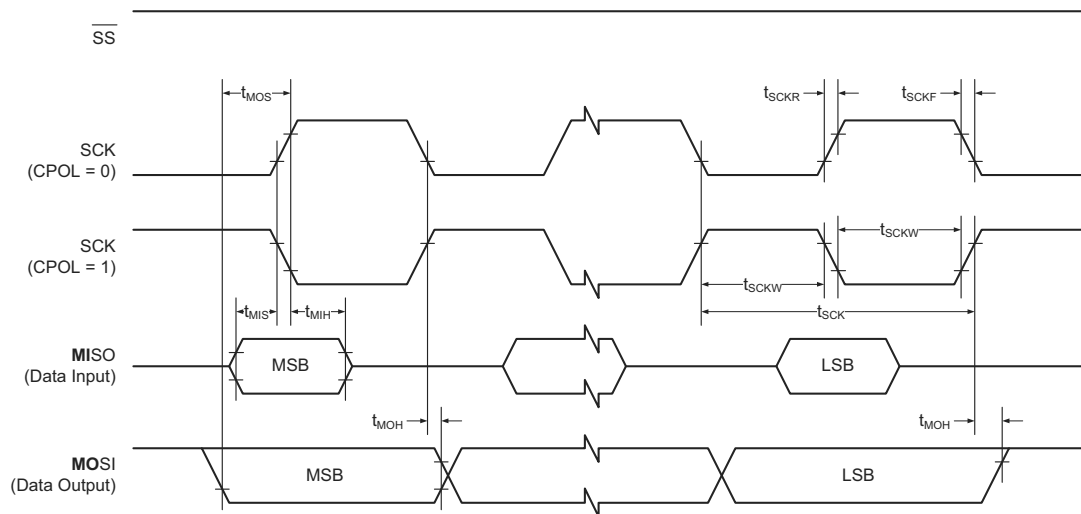 SS
tMOS
tSCKR
tSCKF
SCK
(CPOL = 0)
SCK
(CPOL = 1)
tSCKW
tSCKW
tSCK
tMIS
tMIH
MISO
(Data Input)
MSB
LSB
tMOH
tMOH
MOSI
(Data Output)
MSB
LSB